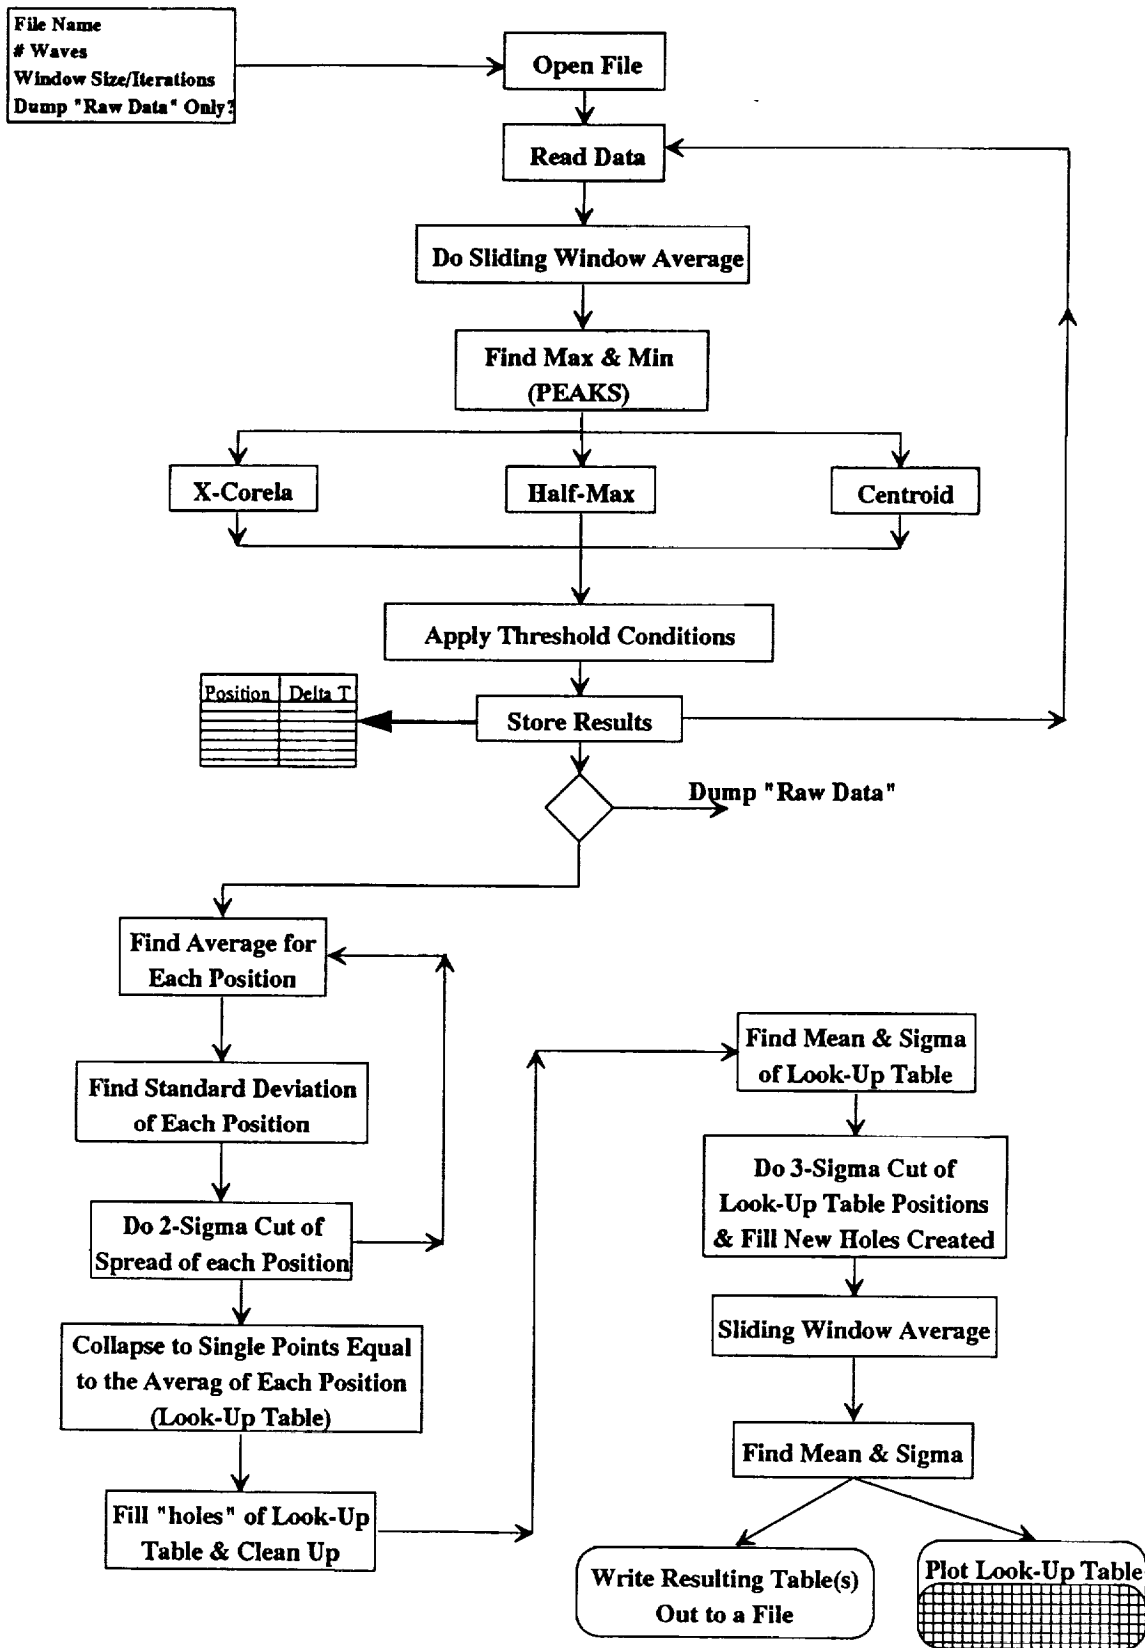 File Name
# Waves
Window Size/Iterations
Dump "Raw Data" Only?
Open File
Read Data
Do Sliding Window Average
Find Max & Min
(PEAKS)
X-Corela
Half-Max
Centroid
Apply Threshold Conditions
Position Delta T
Store Results
Dump "Raw Data"
Find Average for
Each Position
Find Standard Deviation
of Each Position
Do 2-Sigma Cut of
Spread of each Position
Collapse to Single Points Equal
to the Averag of Each Position
(Look-Up Table)
Fill "holes" of Look-Up
Table & Clean Up
Find Mean & Sigma
of Look-Up Table
Do 3-Sigma Cut of
Look-Up Table Positions
& Fill New Holes Created
Sliding Window Average
Find Mean & Sigma
Write Resulting Table(s)
Out to a File
Plot Look-Up Table